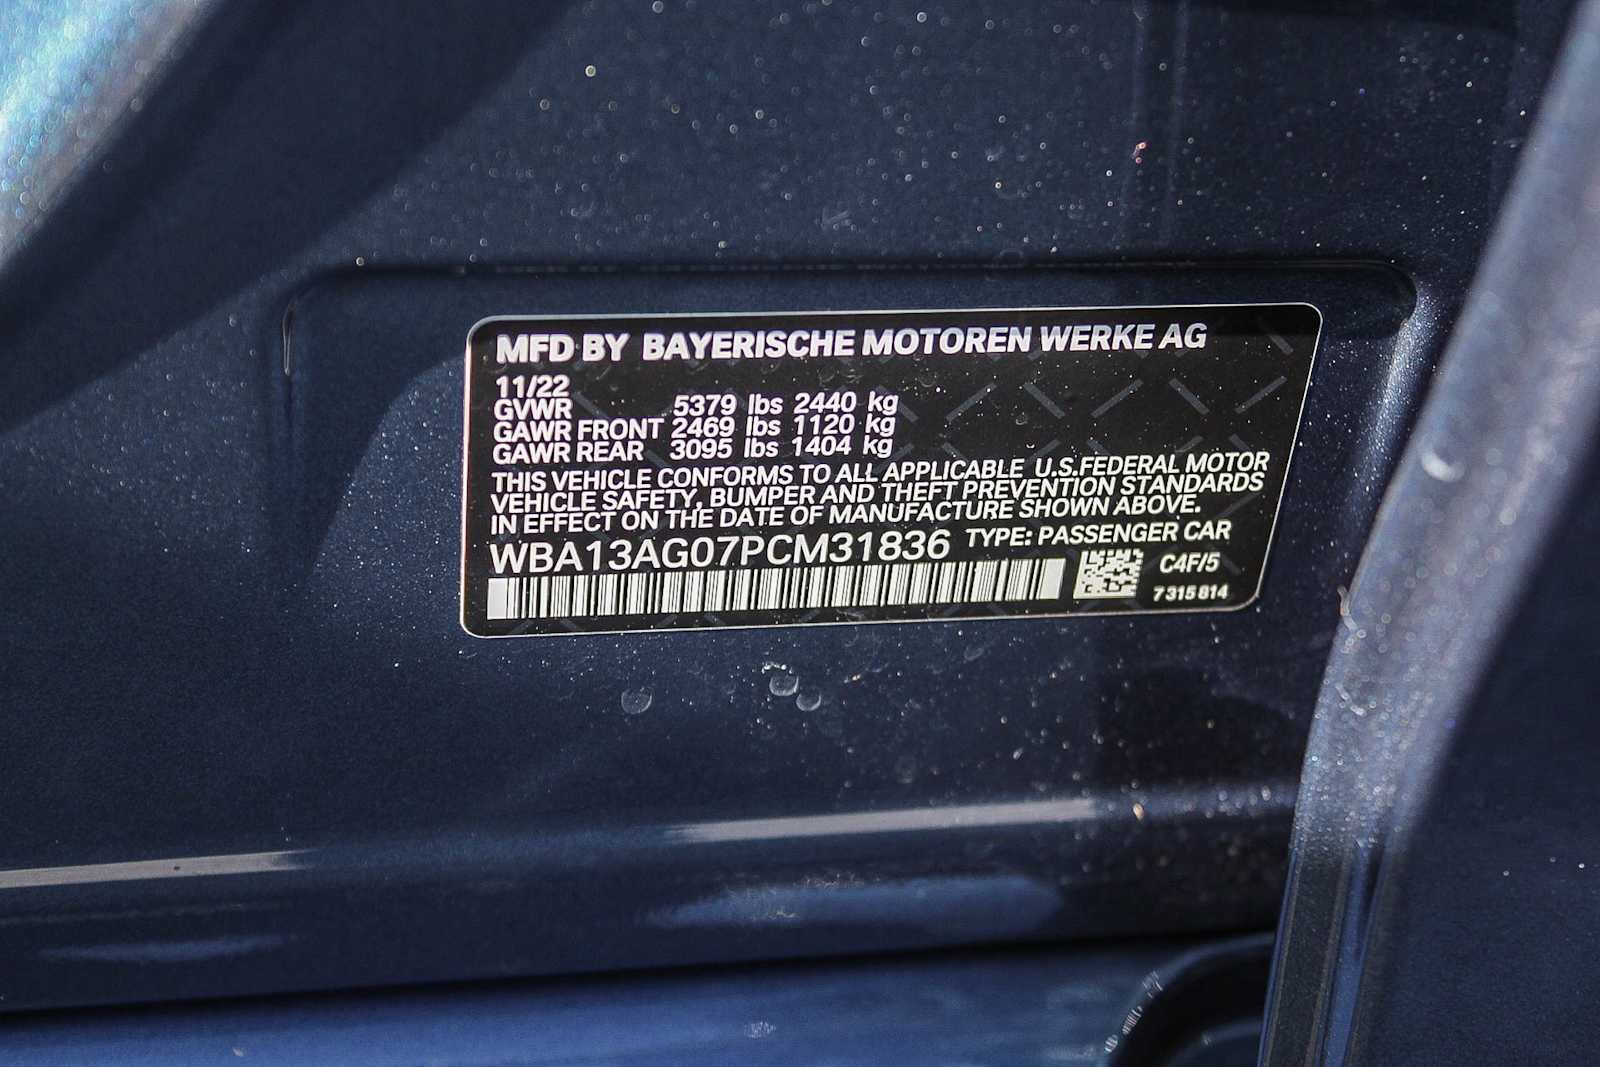 MFD BY BAYERISCHE MOTOREN WERKE AG
11/22
GVWR 5379 lbs 2440 kg
GAWR FRONT 2469 lbs 1120 kg
GAWR REAR 3095 lbs 1404 kg
THIS VEHICLE CONFORMS TO ALL APPLICABLE U.S.FEDERAL MOTOR
VEHICLE SAFETY, BUMPER AND THEFT PREVENTION STANDARDS
IN EFFECT ON THE DATE OF MANUFACTURE SHOWN ABOVE.
WBA13AG07PCM31836 TYPE: PASSENGER CAR
C4F/5
7 315 814